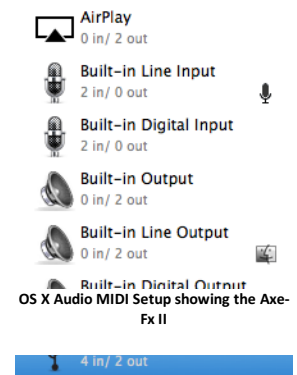 AirPlay
0 in/ 2 out
Built-in Line Input
2 in/ 0 out
Built-in Digital Input
2 in/ 0 out
Built-in Output
0 in/ 2 out
Built-in Line Output
0 in/ 2 out
Built-in Digital Output
OS X Audio MIDI Setup showing the Axe-
Fx II
4 in/ 2 out